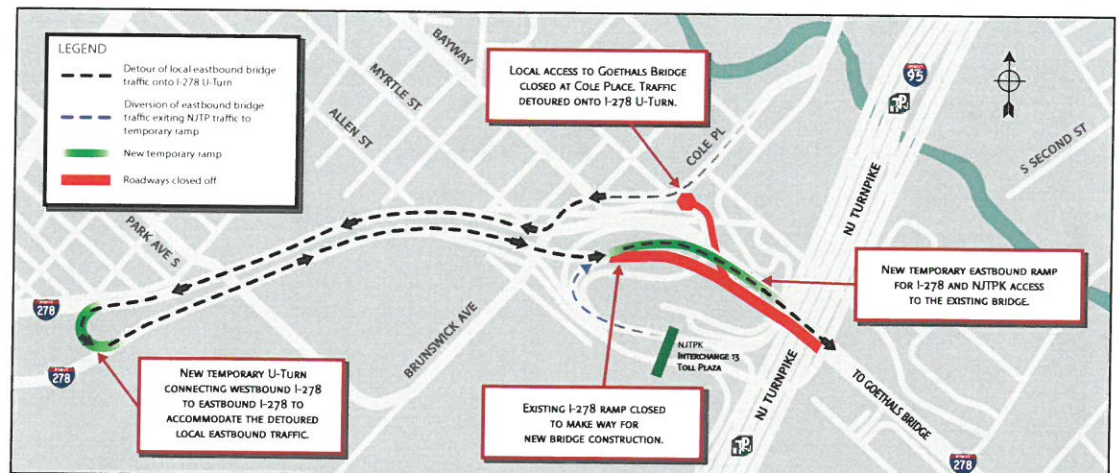 LEGEND
Detour of local eastbound bridge
traffic onto I-278 U-Turn
Diversion of eastbound bridge
traffic exiting NJTP traffic to
temporary ramp
New temporary ramp
Roadways closed off
BAYWAY
MYRTLE ST
ALLEN ST
PARK AVE S
LOCAL ACCESS TO GOETHALS BRIDGE
CLOSED AT COLE PLACE. TRAFFIC
DETOURED ONTO I-278 U-TURN.
COLE PL
95
S SECOND ST
NJ TURNPIKE
NEW TEMPORARY EASTBOUND RAMP
FOR I-278 AND NJTPK ACCESS
TO THE EXISTING BRIDGE.
278
278
BRUNSWICK AVE
NJTPK
INTERCHANGE 13
TOLL PLAZA
NEW TEMPORARY U-TURN
CONNECTING WESTBOUND I-278
TO EASTBOUND I-278 TO
ACCOMMODATE THE DETOURED
LOCAL EASTBOUND TRAFFIC.
EXISTING I-278 RAMP CLOSED
TO MAKE WAY FOR
NEW BRIDGE CONSTRUCTION.
NJ TURNPIKE
TO GOETHALS BRIDGE
278